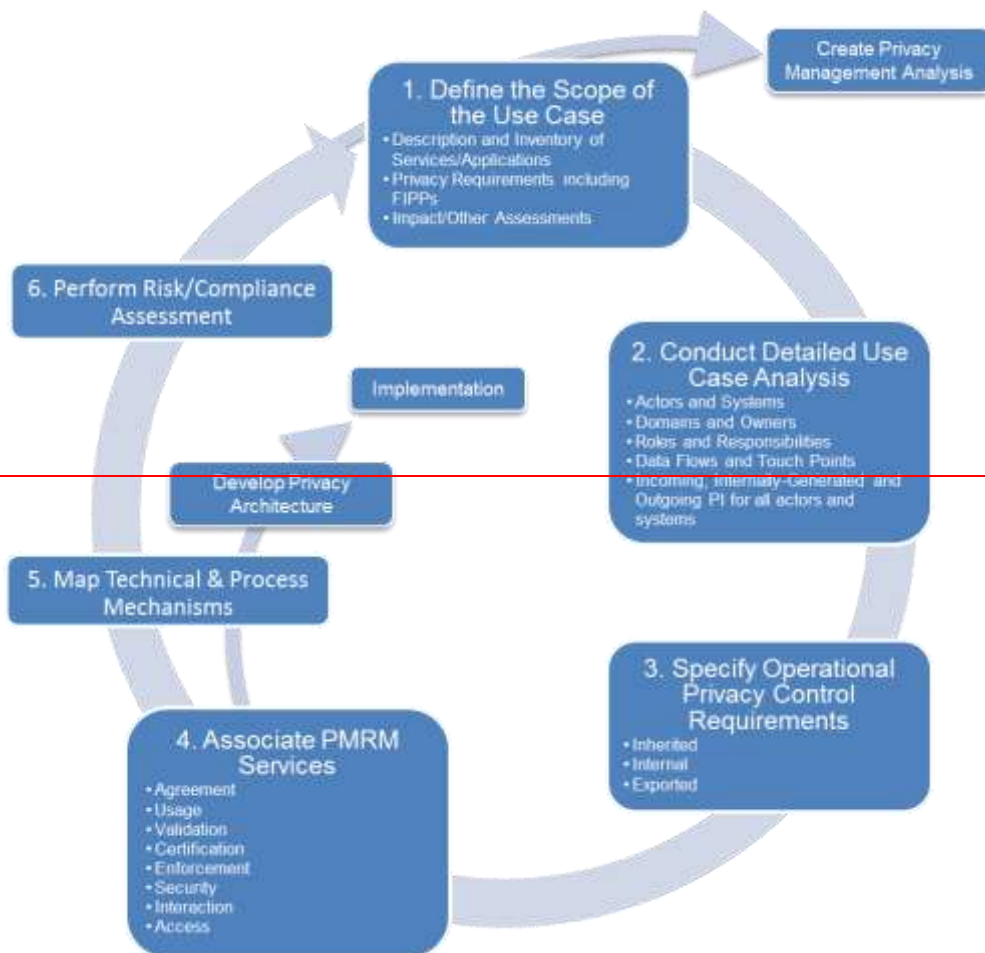 Create Privacy
Management Analysis
1. Define the Scope of
the Use Case
• Description and Inventory of
Services/Applications
• Privacy Requirements including
FIPPs
• Impact/Other Assessments
2. Conduct Detailed Use
Case Analysis
• Actors and Systems
• Domains and Owners
• Roles and Responsibilities
• Data Flows and Touch Points
• Incoming, Internally-Generated and
Outgoing PI for all actors and
systems
3. Specify Operational
Privacy Control
Requirements
• Inherited
• Internal
• Exported
4. Associate PMRM
Services
• Agreement
• Usage
• Validation
• Certification
• Enforcement
• Security
• Interaction
• Access
5. Map Technical & Process
Mechanisms
Develop Privacy
Architecture
Implementation
6. Perform Risk/Compliance
Assessment